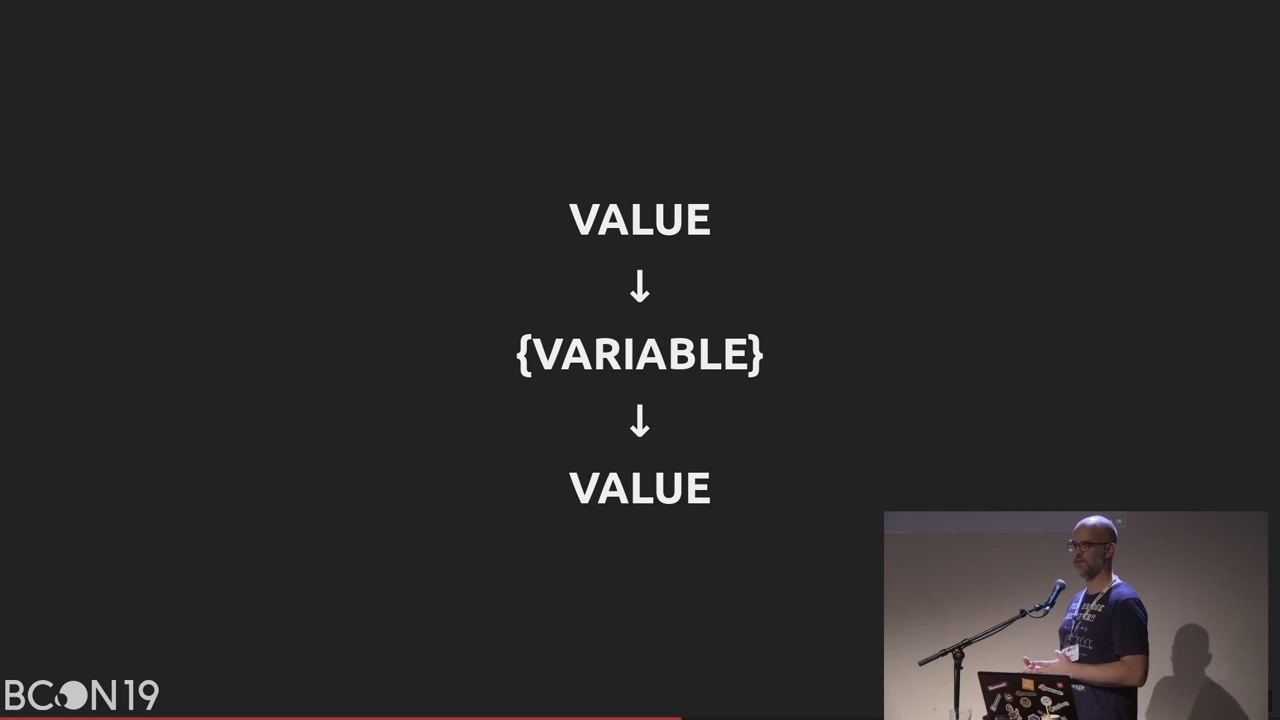 VALUE
↓
{VARIABLE}
↓
VALUE
BCON19